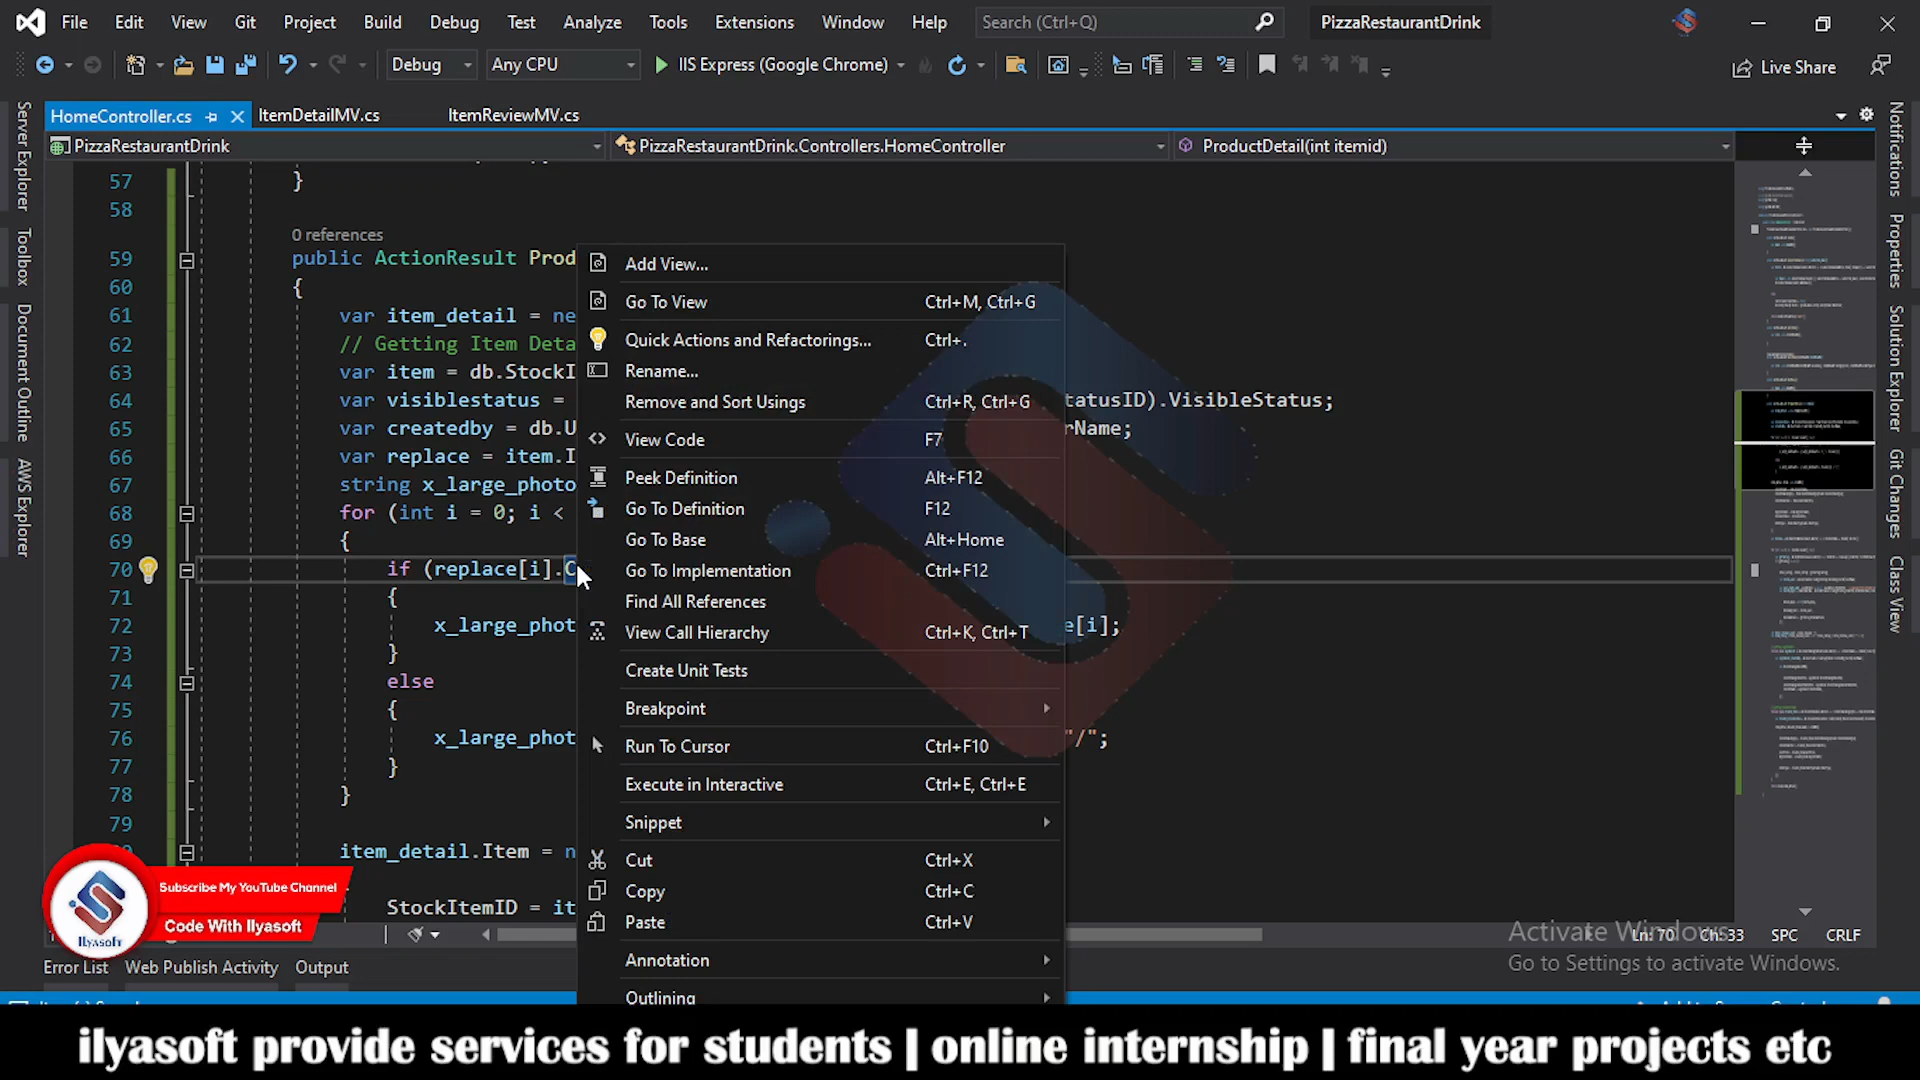 File Edit View Git Project Build Debug Test Analyze Tools Extensions Window Help Search (Ctrl+Q) PizzaRestaurantDrink
Debug Any CPU IIS Express (Google Chrome) Live Share
HomeController.cs ItemDetailMV.cs ItemReviewMV.cs
PizzaRestaurantDrink PizzaRestaurantDrink.Controllers.HomeController ProductDetail(int itemid)
Server Explorer
Toolbox
Document Outline
AWS Explorer
57 }
58
0 references
59 public ActionResult Prod
60 {
61 var item_detail = ne
62 // Getting Item Deta
63 var item = db.StockI
64 var visiblestatus = tatusID).VisibleStatus;
65 var createdby = db.U rName;
66 var replace = item.I
67 string x_large_photo
68 for (int i = 0; i <
69 {
70 if (replace[i].C
71 {
72 x_large_phot e[i];
73 }
74 else
75 {
76 x_large_phot "/";
77 }
78 }
79
item_detail.Item = n
StockItemID = it
Add View...
Go To View Ctrl+M, Ctrl+G
Quick Actions and Refactorings... Ctrl+.
Rename...
Remove and Sort Usings Ctrl+R, Ctrl+G
View Code F7
Peek Definition Alt+F12
Go To Definition F12
Go To Base Alt+Home
Go To Implementation Ctrl+F12
Find All References
View Call Hierarchy Ctrl+K, Ctrl+T
Create Unit Tests
Breakpoint
Run To Cursor Ctrl+F10
Execute in Interactive Ctrl+E, Ctrl+E
Snippet
Cut Ctrl+X
Copy Ctrl+C
Paste Ctrl+V
Annotation
Outlining
Notifications
Properties
Solution Explorer
Git Changes
Class View
Subscribe My YouTube Channel
Code With Ilyasoft
ILyasoft
Activate Windows
Go to Settings to activate Windows.
Ln: 70 Ch: 33 SPC CRLF
Error List Web Publish Activity Output
ilyasoft provide services for students | online internship | final year projects etc